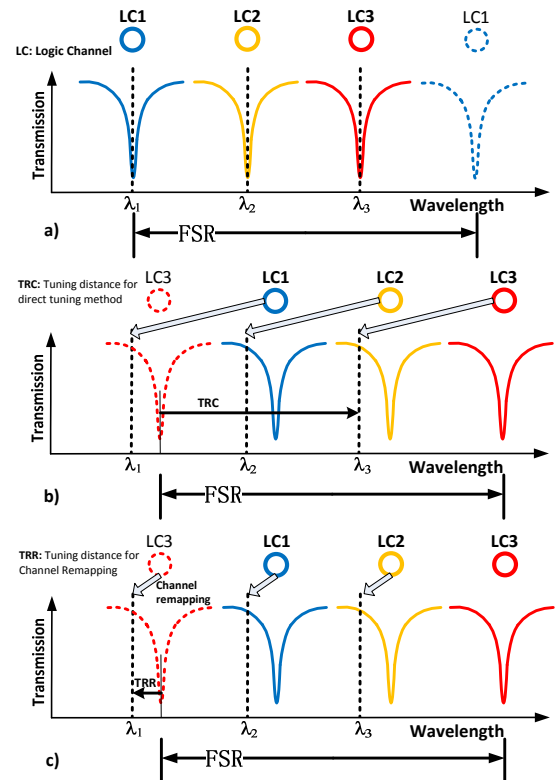 LC1 LC2 LC3 LC1
LC: Logic Channel
Transmission
λ1 λ2 λ3 Wavelength
a) FSR
TRC: Tuning distance for
direct tuning method
LC3 LC1 LC2 LC3
Transmission
TRC
λ1 λ2 λ3 Wavelength
b) FSR
TRR: Tuning distance for
Channel Remapping
LC3 LC1 LC2 LC3
Channel
remapping
Transmission
TRR
λ1 λ2 λ3 Wavelength
c) FSR